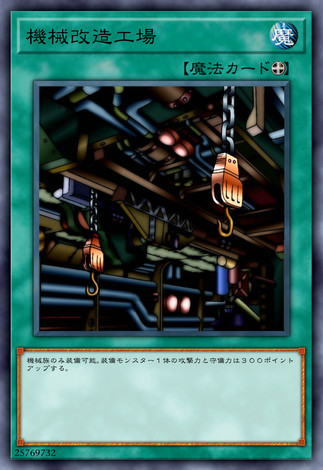 機械改造工場
魔
【魔法カード】
機械族のみ装備可能。装備モンスター1体の攻撃力と守備力は300ポイント
アップする。
25769732